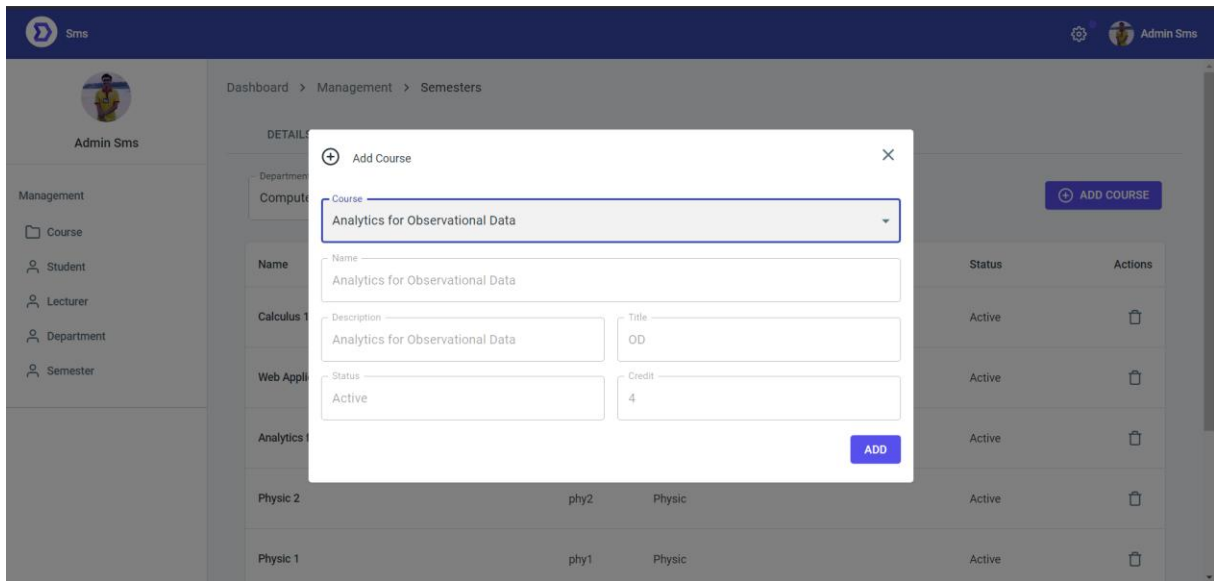 Sms
Admin Sms
Admin Sms
Management
Course
Student
Lecturer
Department
Semester
Dashboard > Management > Semesters
DETAILS
Departmen
Compute
ADD COURSE
Name
Status
Actions
Calculus 1
Active
Web Appli
Active
Analytics f
Active
Physic 2
phy2
Physic
Active
Physic 1
phy1
Physic
Active
Add Course
Course
Analytics for Observational Data
Name
Analytics for Observational Data
Description
Analytics for Observational Data
Title
OD
Status
Active
Credit
4
ADD